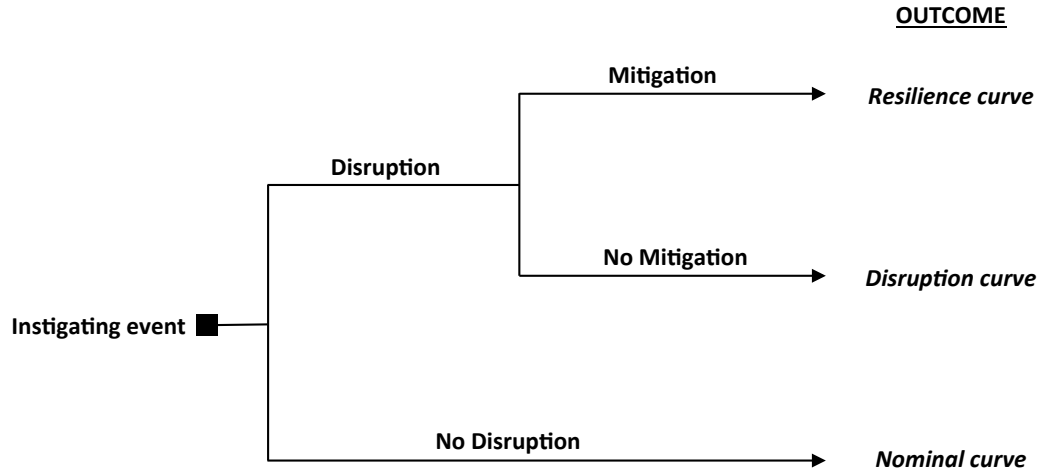 OUTCOME
Mitigation
Resilience curve
Disruption
No Mitigation
Disruption curve
Instigating event
No Disruption
Nominal curve